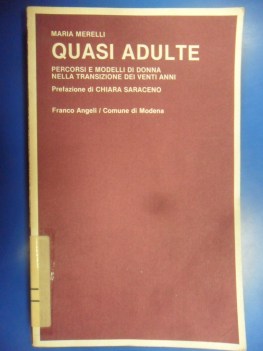 MARIA MERELLI
QUASI ADULTE
PERCORSI E MODELLI DI DONNA
NELLA TRANSIZIONE DEI VENTI ANNI
Prefazione di CHIARA SARACENO
Franco Angeli / Comune di Modena